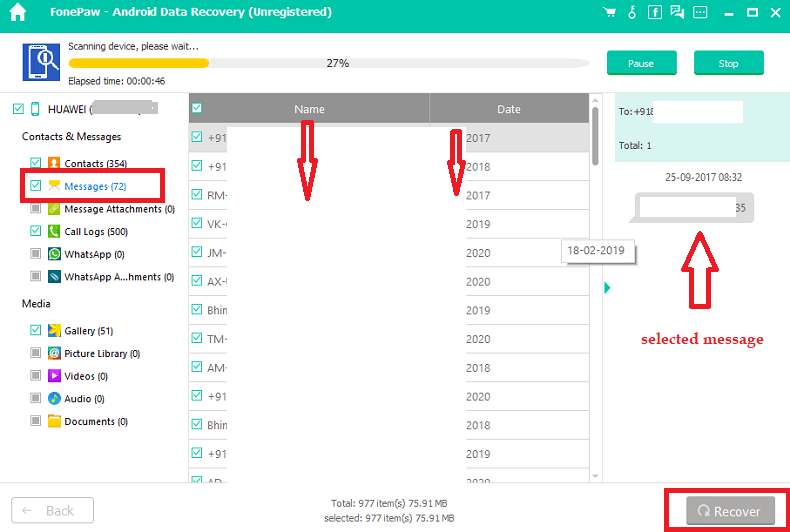 FonePaw - Android Data Recovery (Unregistered)
Scanning device, please wait...
27%
Elapsed time: 00:00:46
Pause
Stop
HUAWEI (
Contacts & Messages
Contacts (354)
Messages (72)
Message Attachments (0)
Call Logs (500)
WhatsApp (0)
WhatsApp A...hments (0)
Media
Gallery (51)
Picture Library (0)
Videos (0)
Audio (0)
Documents (0)
Name Date
+91 2017
+91 2018
RM- 2017
VK- 2019
JM- 2020
AX- 2020
Bhin 2019
TM- 2020
AM- 2018
+91 2020
Bhin 2018
+91 2019
18-02-2019
To:+918
Total: 1
25-09-2017 08:32
35
selected message
Back
Total: 977 item(s) 75.91 MB
selected: 977 item(s) 75.91 MB
Recover